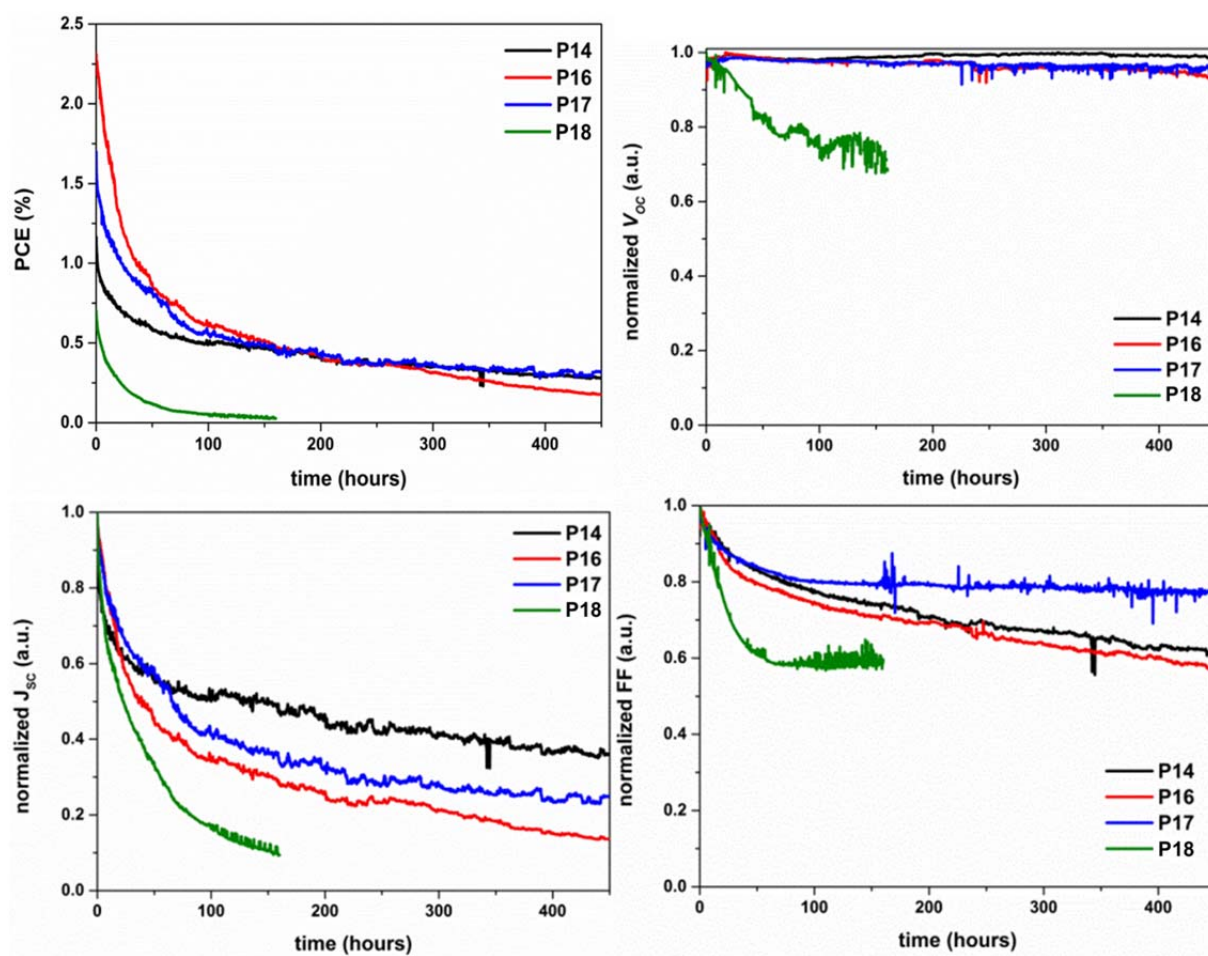 2.5
2.0
1.5
1.0
0.5
0.0
PCE (%)
P14
P16
P17
P18
0
100
200
300
400
time (hours)
1.0
0.8
0.6
0.4
0.2
0.0
normalized Voc (a.u.)
P14
P16
P17
P18
0
100
200
300
400
time (hours)
1.0
0.8
0.6
0.4
0.2
0.0
normalized Jsc (a.u.)
P14
P16
P17
P18
0
100
200
300
400
time (hours)
1.0
0.8
0.6
0.4
0.2
0.0
normalized FF (a.u.)
P14
P16
P17
P18
0
100
200
300
400
time (hours)